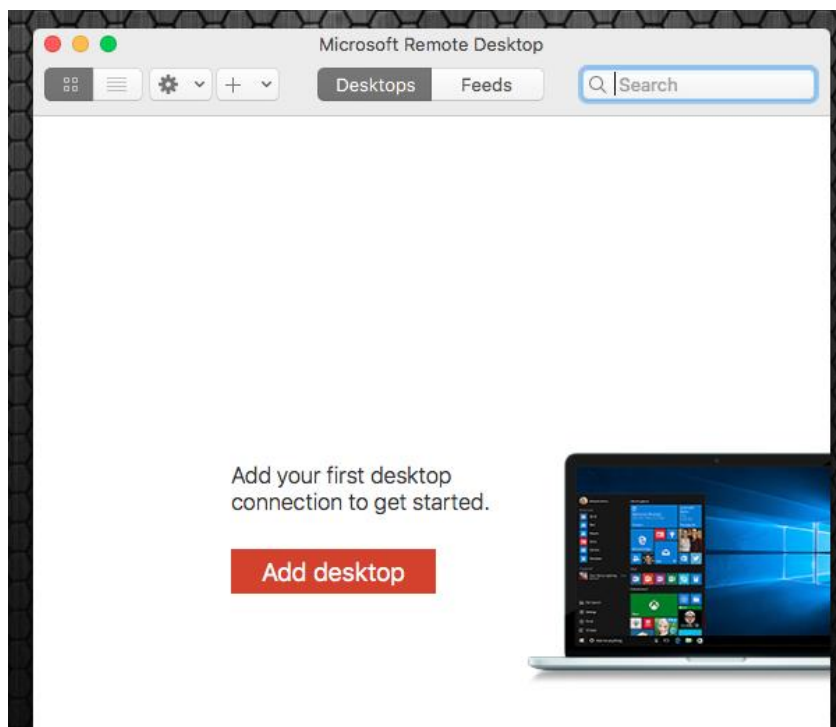 Microsoft Remote Desktop
Desktops Feeds Search
Add your first desktop
connection to get started.
Add desktop